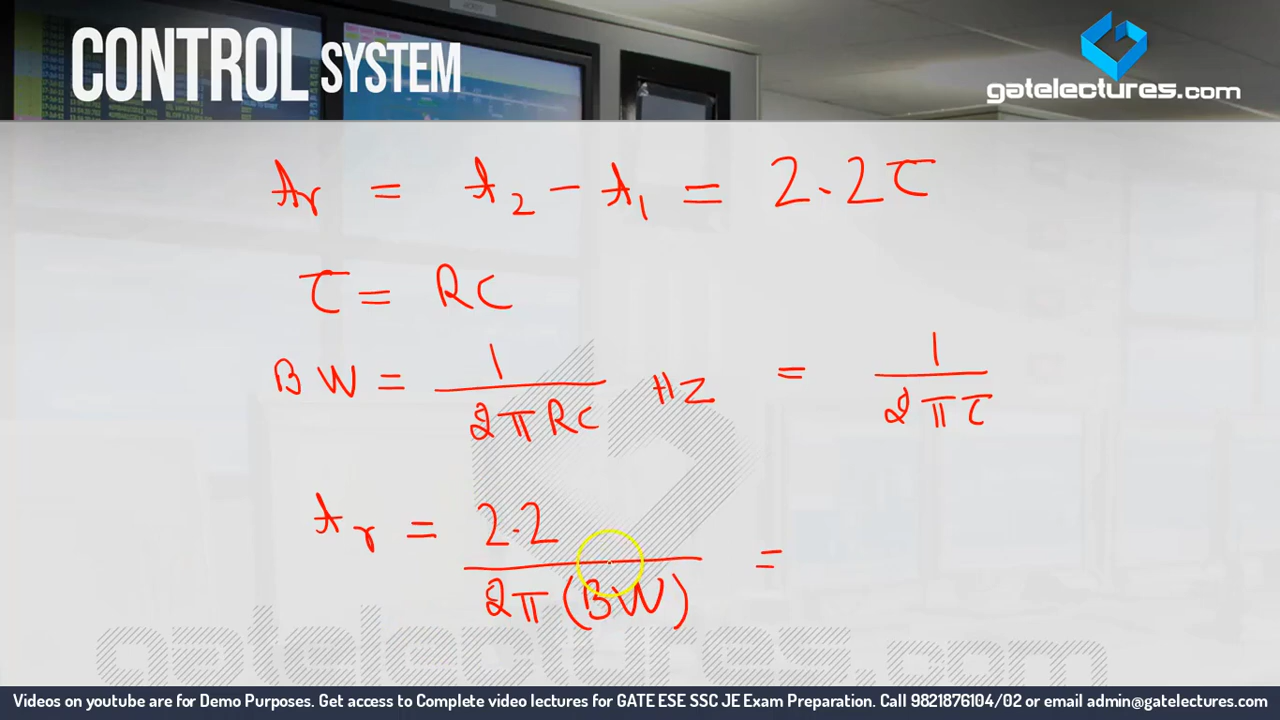 CONTROL SYSTEM
gatelectures.com
tr = t2 - t1 = 2.2τ
τ = RC
BW = 1/(2πRC) Hz = 1/(2πτ)
tr = 2.2/(2π(BW)) =
gatelectures.com
Videos on youtube are for Demo Purposes. Get access to Complete video lectures for GATE ESE SSC JE Exam Preparation. Call 9821876104/02 or email admin@gatelectures.com